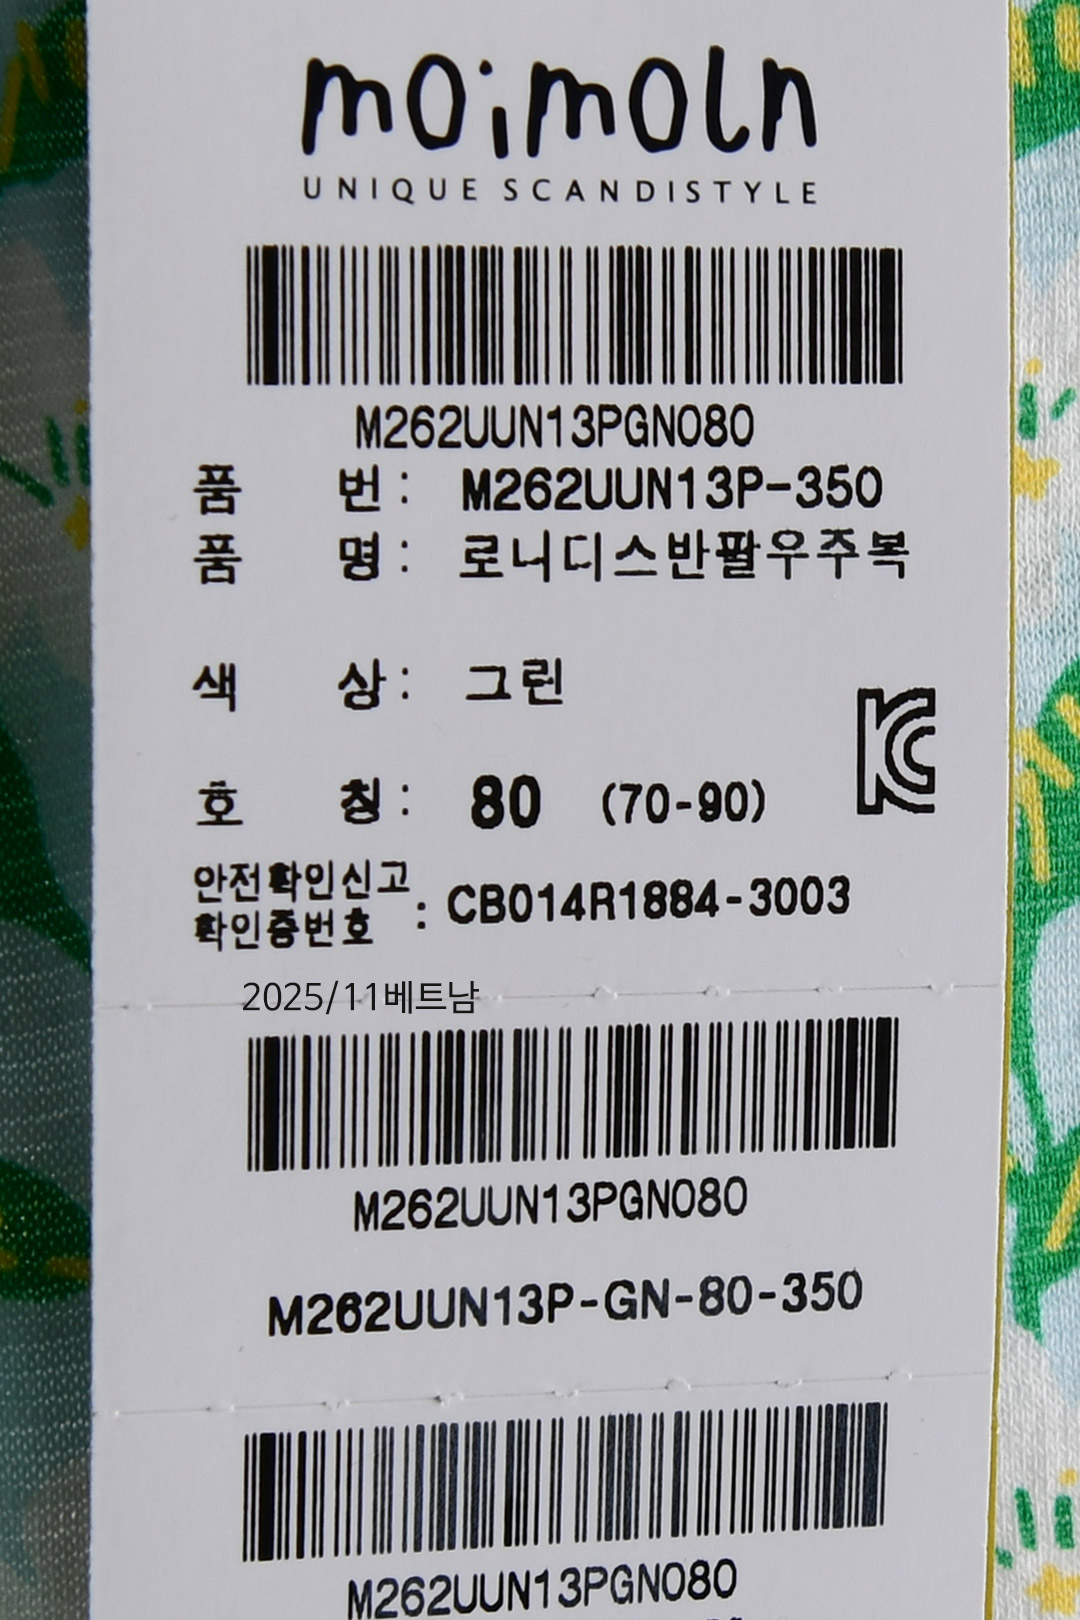 moimoln
UNIQUE SCANDISTYLE
M262UUN13PGN080
품 번 : M262UUN13P-350
품 명 : 로니디스반팔우주복
색 상 : 그린
호 칭 : 80 (70-90)
안전확인신고
확인증번호 : CB014R1884-3003
2025/11베트남
M262UUN13PGN080
M262UUN13P-GN-80-350
M262UUN13PGN080